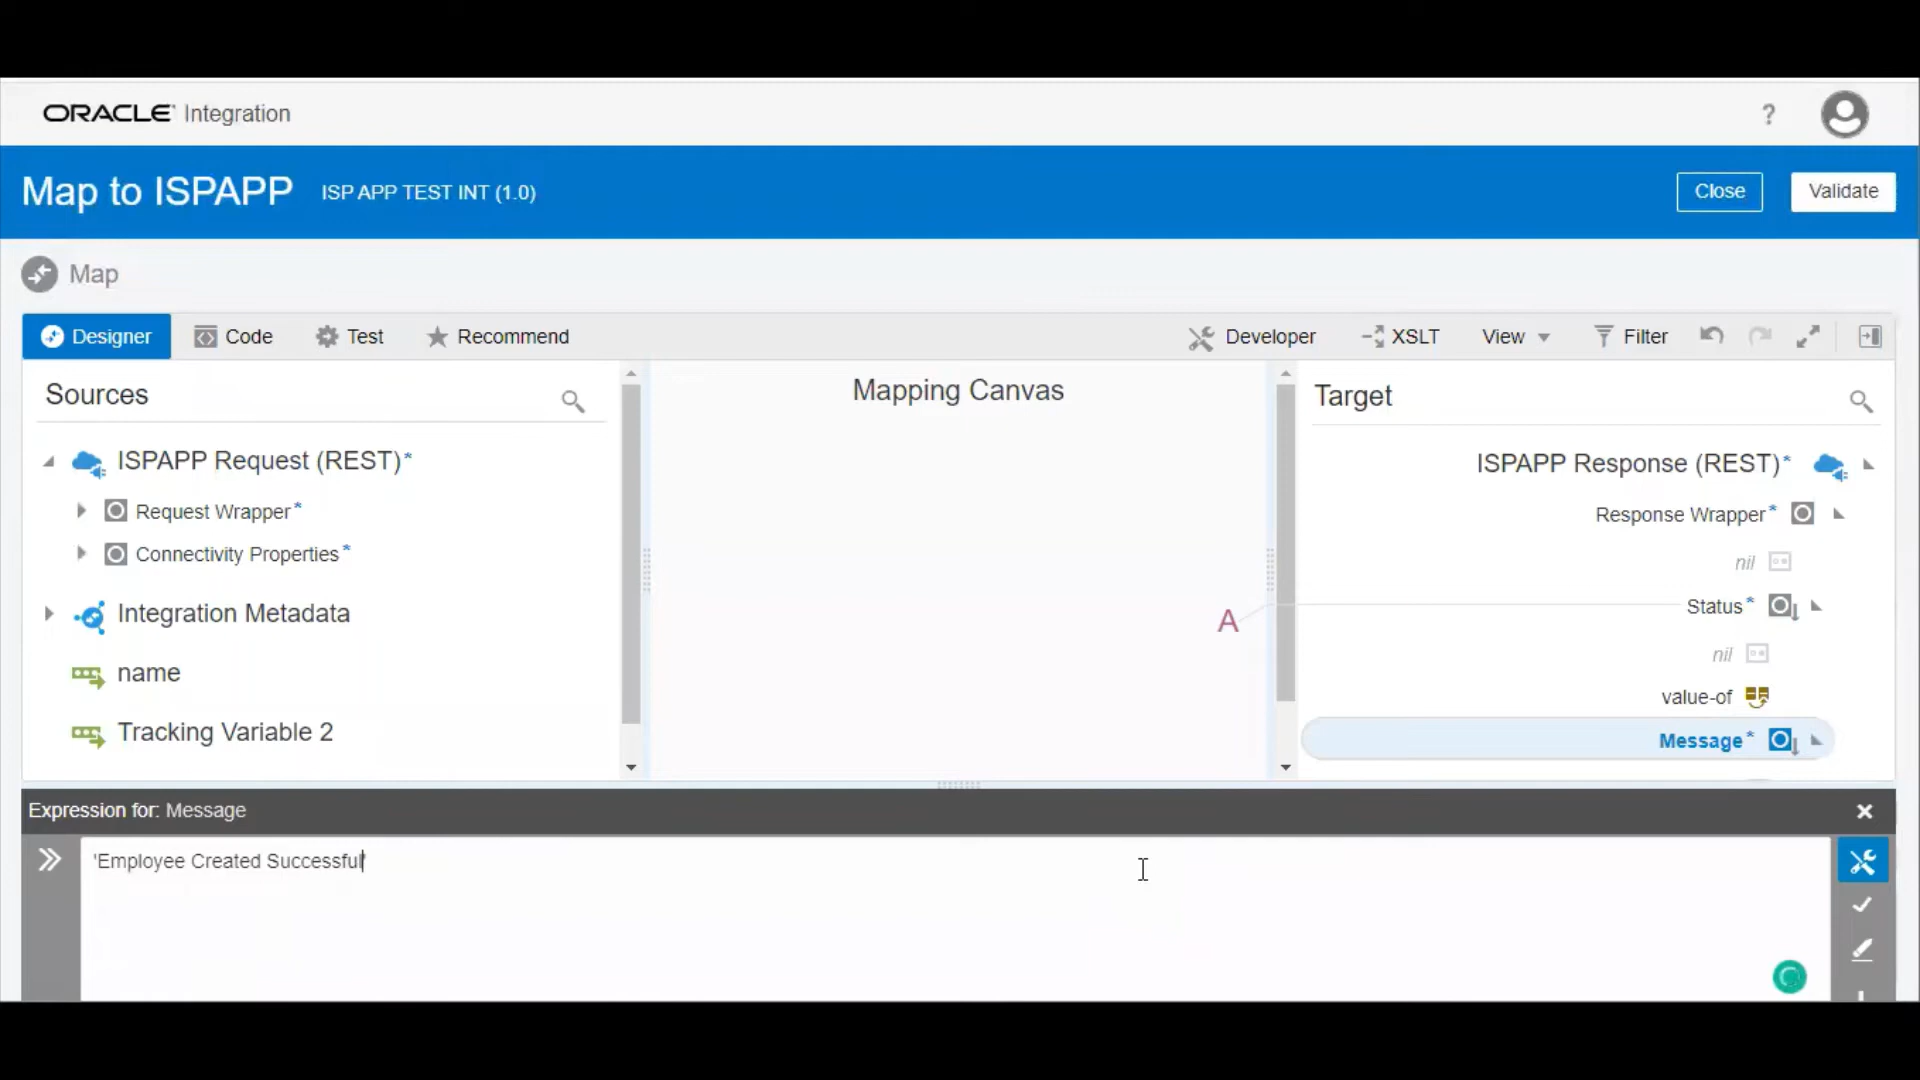 ORACLE Integration
?
Map to ISPAPP ISP APP TEST INT (1.0) Close Validate
Map
Designer Code Test Recommend Developer XSLT View Filter
Sources Mapping Canvas Target
ISPAPP Request (REST)* ISPAPP Response (REST)*
Request Wrapper* Response Wrapper*
Connectivity Properties* nil
Integration Metadata A Status*
nil
name value-of
Tracking Variable 2 Message*
Expression for: Message
'Employee Created Successful'